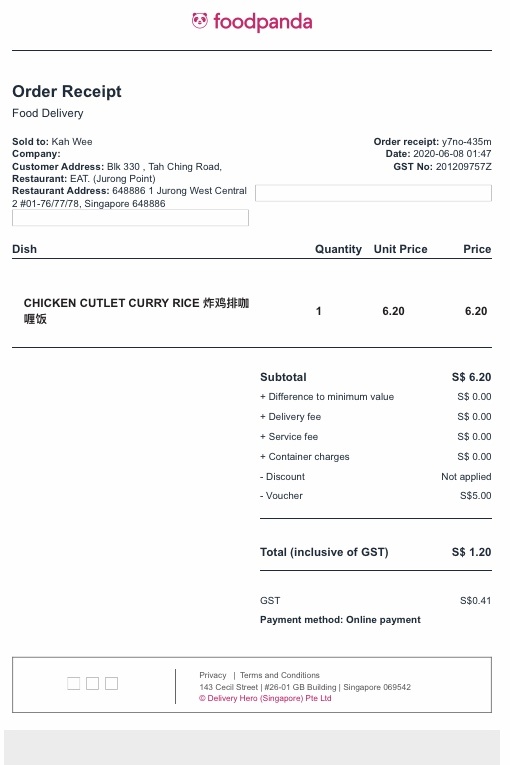 foodpanda
Order Receipt
Food Delivery
Sold to: Kah Wee
Company:
Customer Address: Blk 330 , Tah Ching Road,
Restaurant: EAT. (Jurong Point)
Restaurant Address: 648886 1 Jurong West Central
2 #01-76/77/78, Singapore 648886
Order receipt: y7no-435m
Date: 2020-06-08 01:47
GST No: 201209757Z
Dish Quantity Unit Price Price
CHICKEN CUTLET CURRY RICE 炸鸡排咖
喱饭 1 6.20 6.20
Subtotal S$ 6.20
+ Difference to minimum value S$ 0.00
+ Delivery fee S$ 0.00
+ Service fee S$ 0.00
+ Container charges S$ 0.00
- Discount Not applied
- Voucher S$5.00
Total (inclusive of GST) S$ 1.20
GST S$0.41
Payment method: Online payment
Privacy | Terms and Conditions
143 Cecil Street | #26-01 GB Building | Singapore 069542
© Delivery Hero (Singapore) Pte Ltd